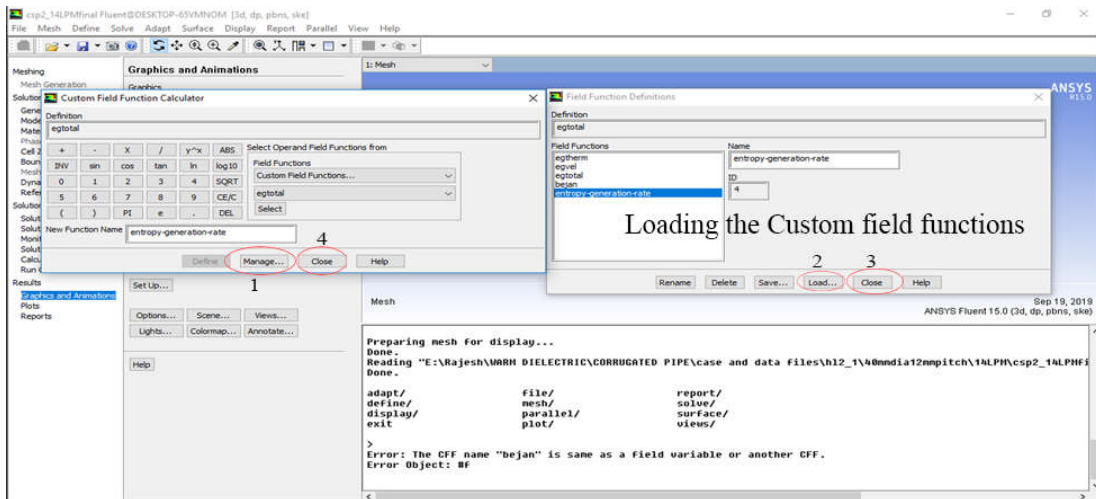 csp2_14LPMfinal Fluent@DESKTOP-65VMNOM [3d, dp, pbns, ske]
File Mesh Define Solve Adapt Surface Display Report Parallel View Help
Meshing
Mesh Generation
Solution
Results
Graphics and Animations
Plots
Reports
Graphics and Animations
Graphics
Set Up...
Options... Scene... Views...
Lights... Colormap... Annotate...
Help
Custom Field Function Calculator
Definition
egtotal
+ - X / y^x ABS
INV sin cos tan ln log10
0 1 2 3 4 SQRT
5 6 7 8 9 CE/C
( ) PI e . DEL
Select Operand Field Functions from
Field Functions
Custom Field Functions...
egtotal
Select
New Function Name entropy-generation-rate
Define Manage... Close Help
1
4
1: Mesh
ANSYS
R15.0
Field Function Definitions
Definition
egtotal
Field Functions
egtherm
egvel
egtotal
bejan
entropy-generation-rate
Name
entropy-generation-rate
ID
4
Loading the Custom field functions
2 3
Rename Delete Save... Load... Close Help
Mesh
Sep 19, 2019
ANSYS Fluent 15.0 (3d, dp, pbns, ske)
Preparing mesh for display...
Done.
Reading "E:\Rajesh\WARM DIELECTRIC\CORRUGATED PIPE\case and data files\hl2_1\40mmdia12mmpitch\14LPM\csp2_14LPMfi
Done.
adapt/ file/ report/
define/ mesh/ solve/
display/ parallel/ surface/
exit plot/ views/
>
Error: The CFF name "bejan" is same as a field variable or another CFF.
Error Object: #f